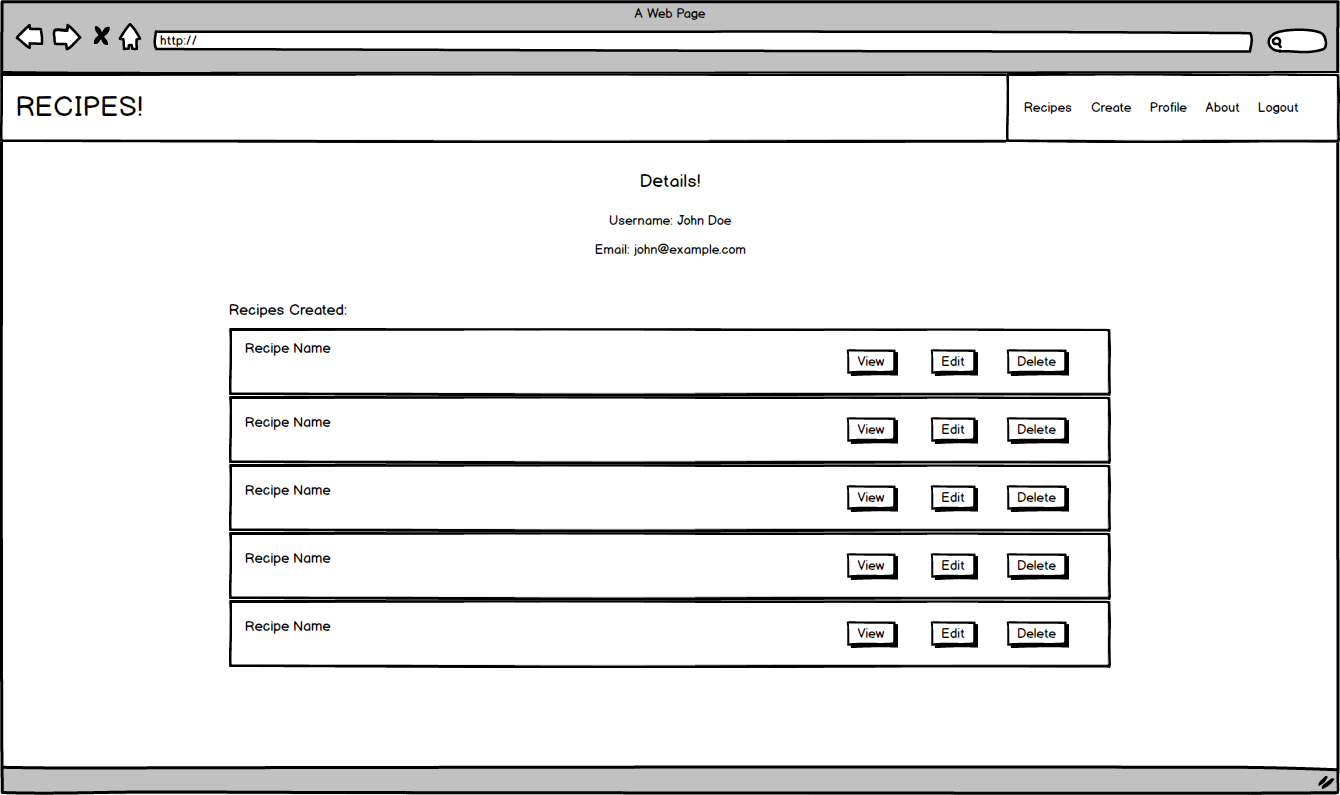 A Web Page
http://
RECIPES!
Recipes Create Profile About Logout
Details!
Username: John Doe
Email: john@example.com
Recipes Created:
Recipe Name View Edit Delete
Recipe Name View Edit Delete
Recipe Name View Edit Delete
Recipe Name View Edit Delete
Recipe Name View Edit Delete